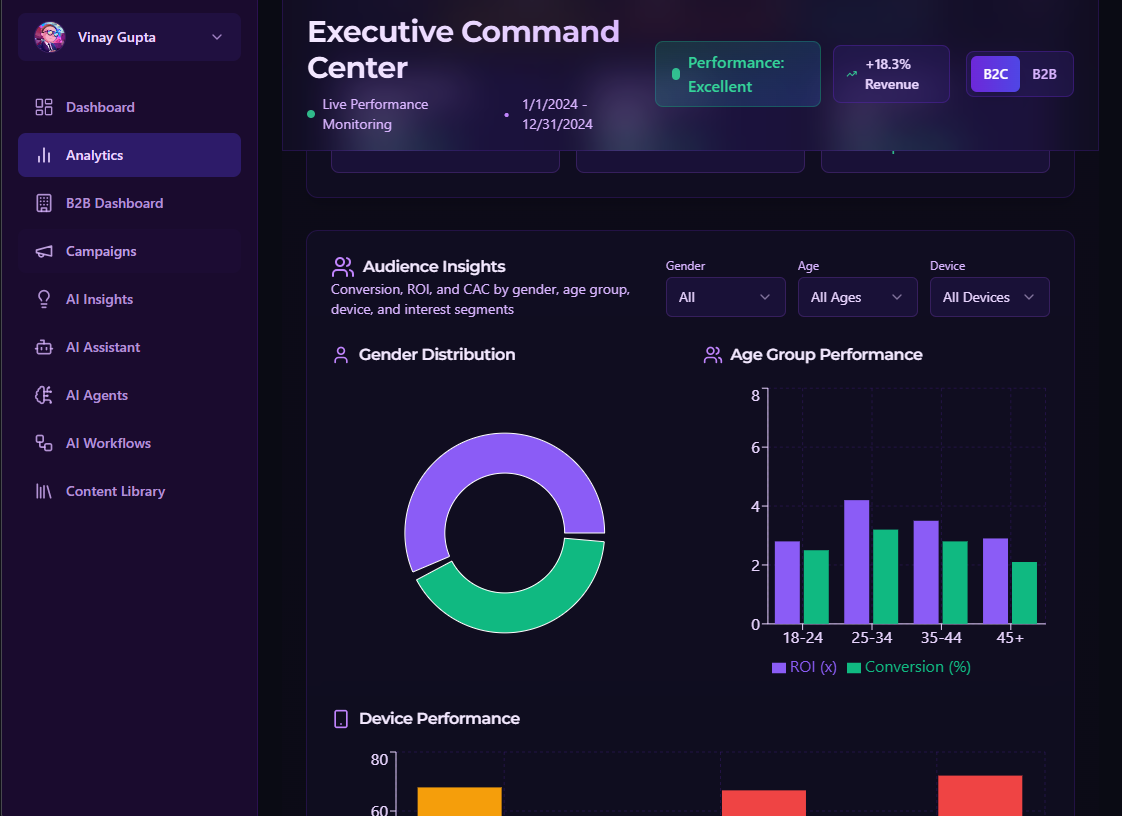 Vinay Gupta
Dashboard
Analytics
B2B Dashboard
Campaigns
AI Insights
AI Assistant
AI Agents
AI Workflows
Content Library
Executive Command
Center
Live Performance
Monitoring
•
1/1/2024 -
12/31/2024
Performance:
Excellent
+18.3%
Revenue
B2C
B2B
Audience Insights
Conversion, ROI, and CAC by gender, age group,
device, and interest segments
Gender
All
Age
All Ages
Device
All Devices
Gender Distribution
Age Group Performance
8
6
4
2
0
18-24
25-34
35-44
45+
ROI (x)
Conversion (%)
Device Performance
80
60